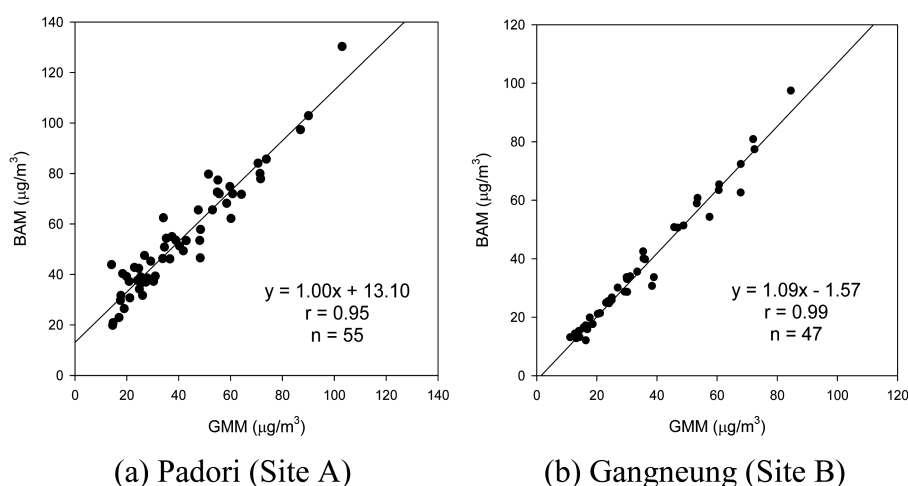 140
120
100
80
60
40
20
0
BAM (µg/m³)
y = 1.00x + 13.10
r = 0.95
n = 55
0 20 40 60 80 100 120 140
GMM (µg/m³)
(a) Padori (Site A)
120
100
80
60
40
20
0
BAM (µg/m³)
y = 1.09x - 1.57
r = 0.99
n = 47
0 20 40 60 80 100 120
GMM (µg/m³)
(b) Gangneung (Site B)